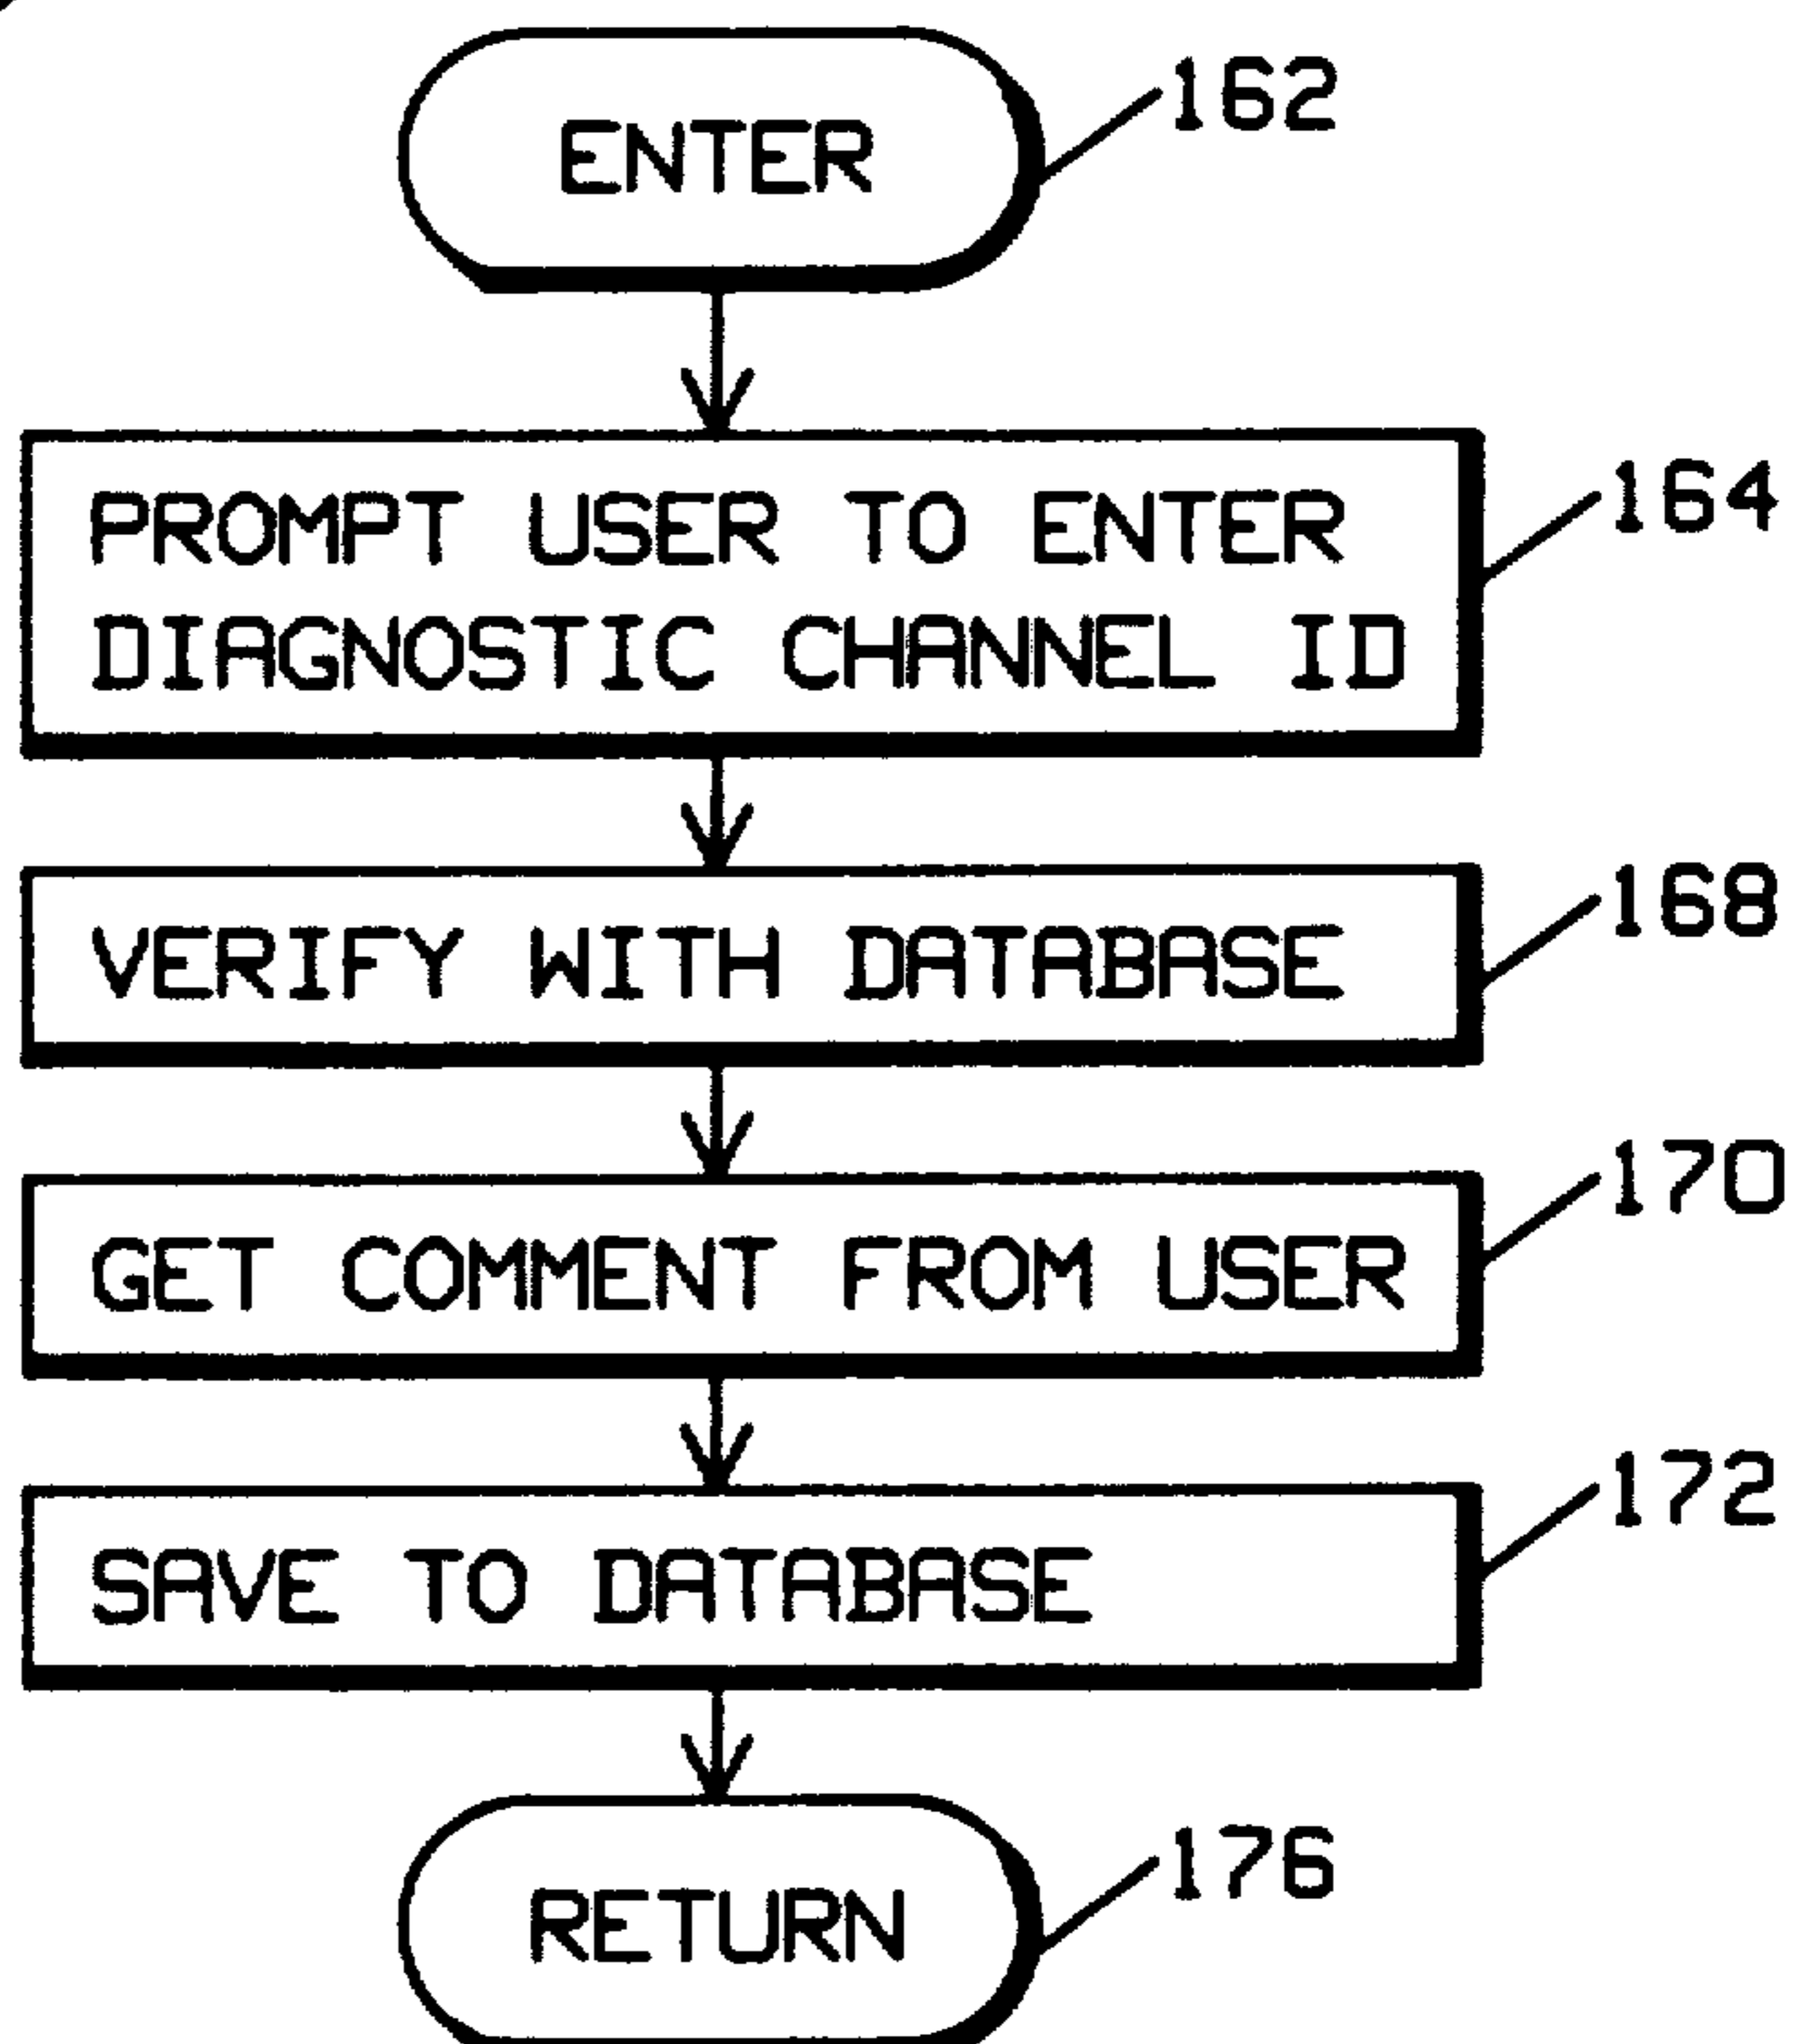 ENTER
162
PROMPT USER TO ENTER
DIAGNOSTIC CHANNEL ID
164
VERIFY WITH DATABASE
168
GET COMMENT FROM USER
170
SAVE TO DATABASE
172
RETURN
176